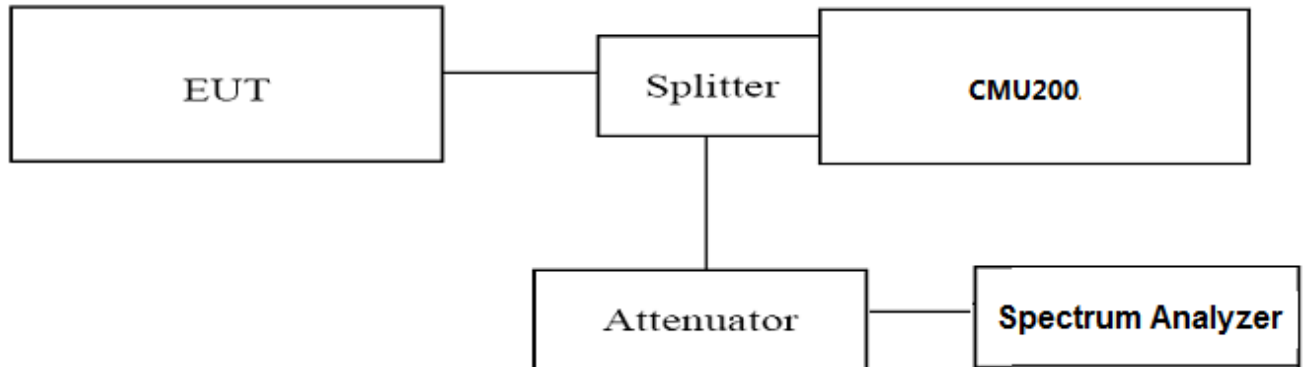 EUT
Splitter
CMU200
Attenuator
Spectrum Analyzer